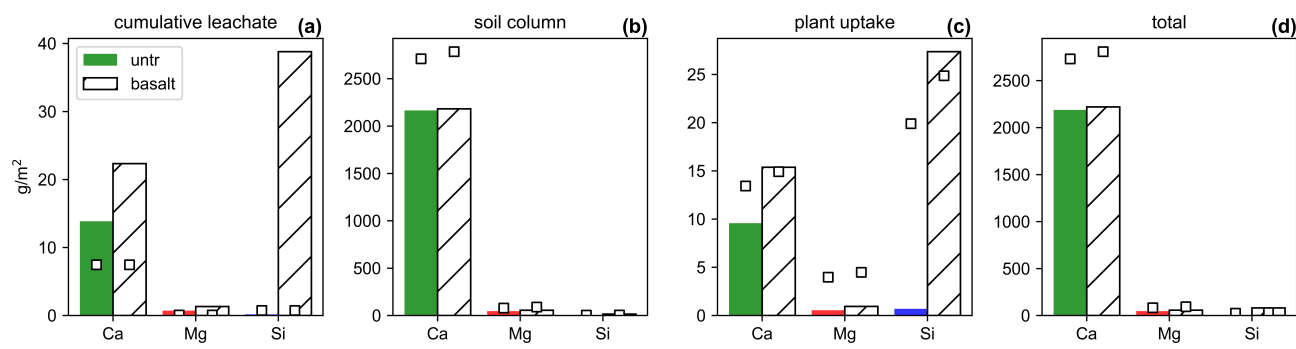 cumulative leachate (a)
soil column (b)
plant uptake (c)
total (d)
g/m²
40
30
20
10
0
untr
basalt
Ca Mg Si
2500
2000
1500
1000
500
0
Ca Mg Si
25
20
15
10
5
0
Ca Mg Si
2500
2000
1500
1000
500
0
Ca Mg Si